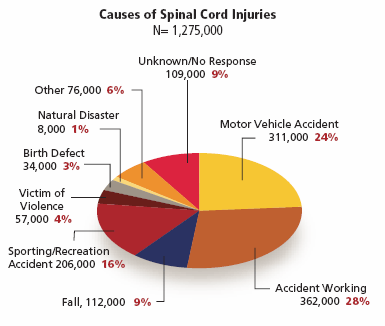 Causes of Spinal Cord Injuries
N= 1,275,000
Unknown/No Response
109,000 9%
Other 76,000 6%
Natural Disaster
8,000 1%
Birth Defect
34,000 3%
Victim of
Violence
57,000 4%
Sporting/Recreation
Accident 206,000 16%
Fall, 112,000 9%
Motor Vehicle Accident
311,000 24%
Accident Working
362,000 28%